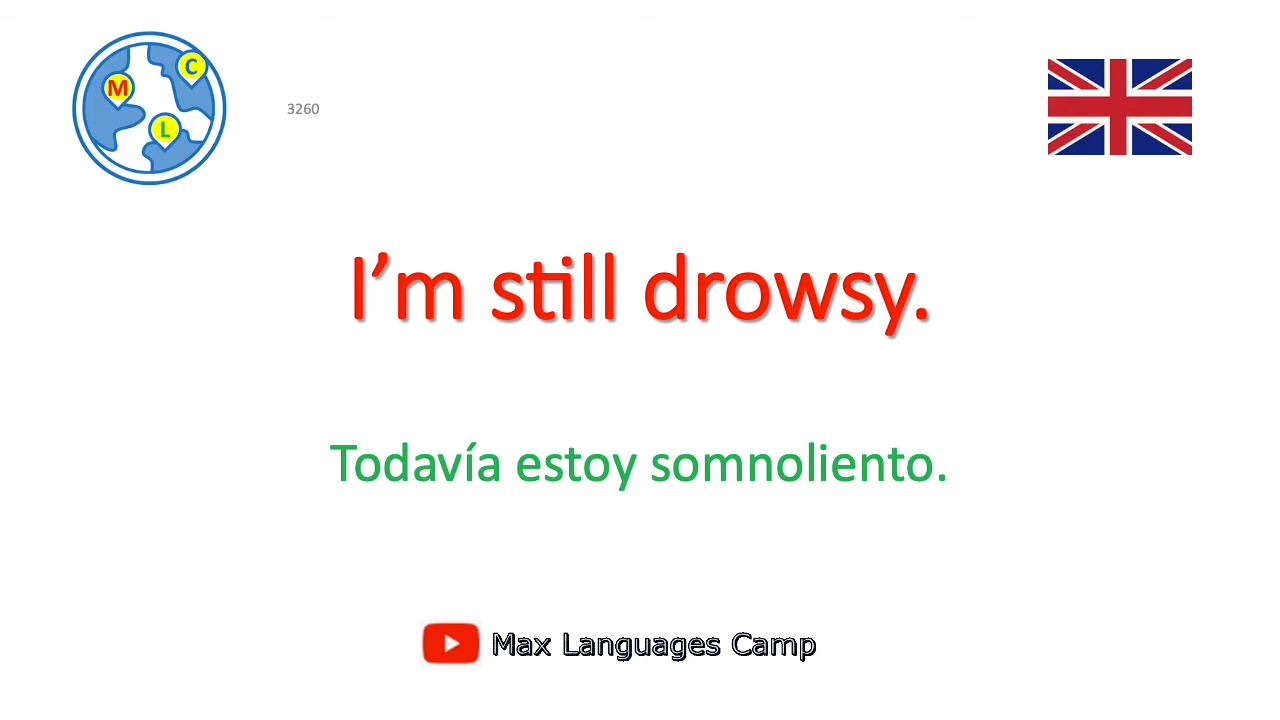 M
C
L
3260
I’m still drowsy.
Todavía estoy somnoliento.
Max Languages Camp